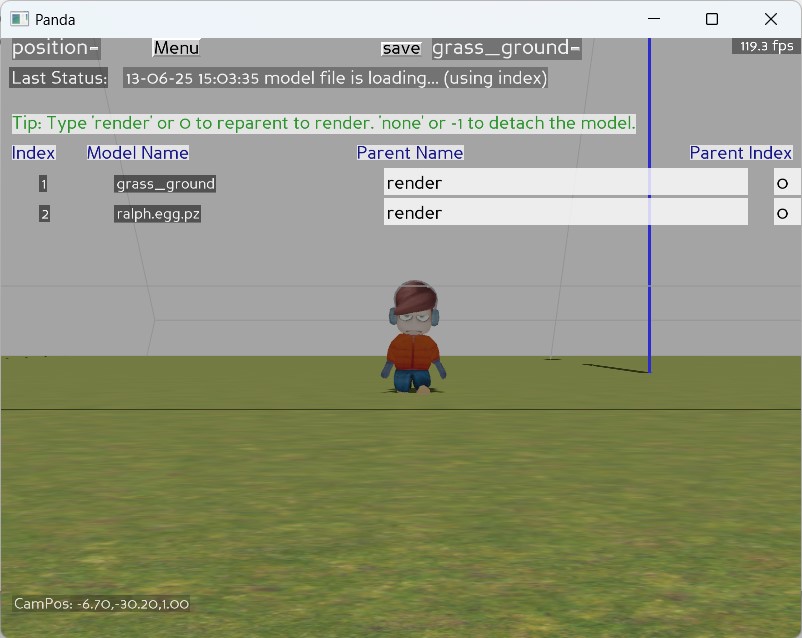 Panda
position= Menu save grass_ground= 119.3 fps
Last Status: 13-06-25 15:03:35 model file is loading... (using index)
Tip: Type 'render' or 0 to reparent to render. 'none' or -1 to detach the model.
Index Model Name Parent Name Parent Index
1 grass_ground render 0
2 ralph.egg.pz render 0
CamPos: -6.70,-30.20,1.00